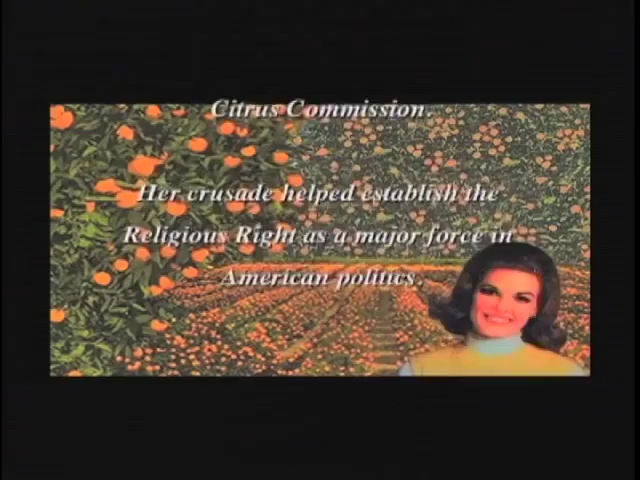 Citrus Commission.
Her crusade helped establish the
Religious Right as a major force in
American politics.